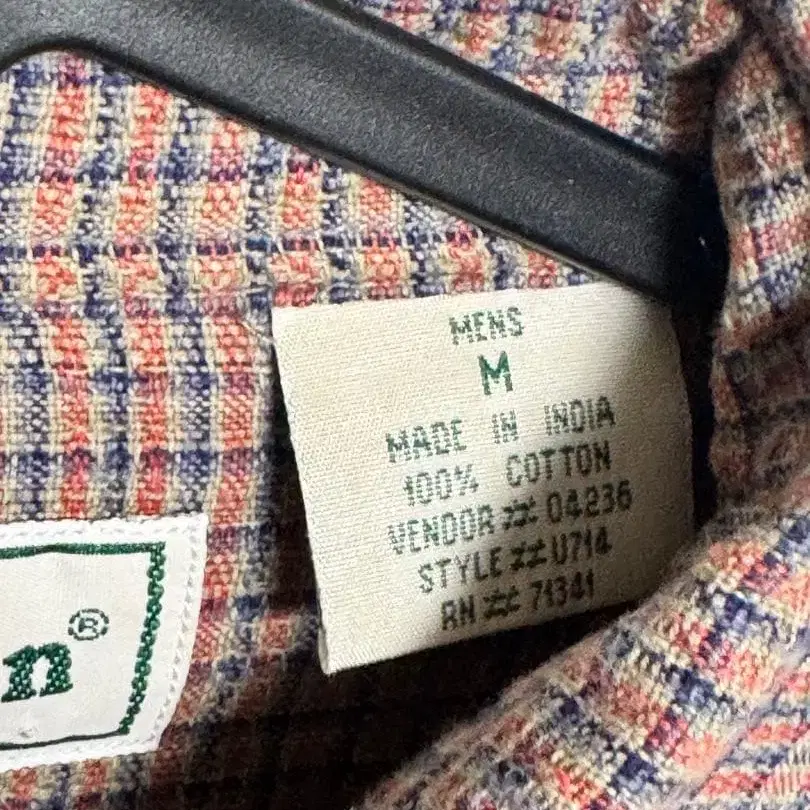 MENS
M
MADE IN INDIA
100% COTTON
VENDOR # 04236
STYLE # U714
RN # 71341
n®